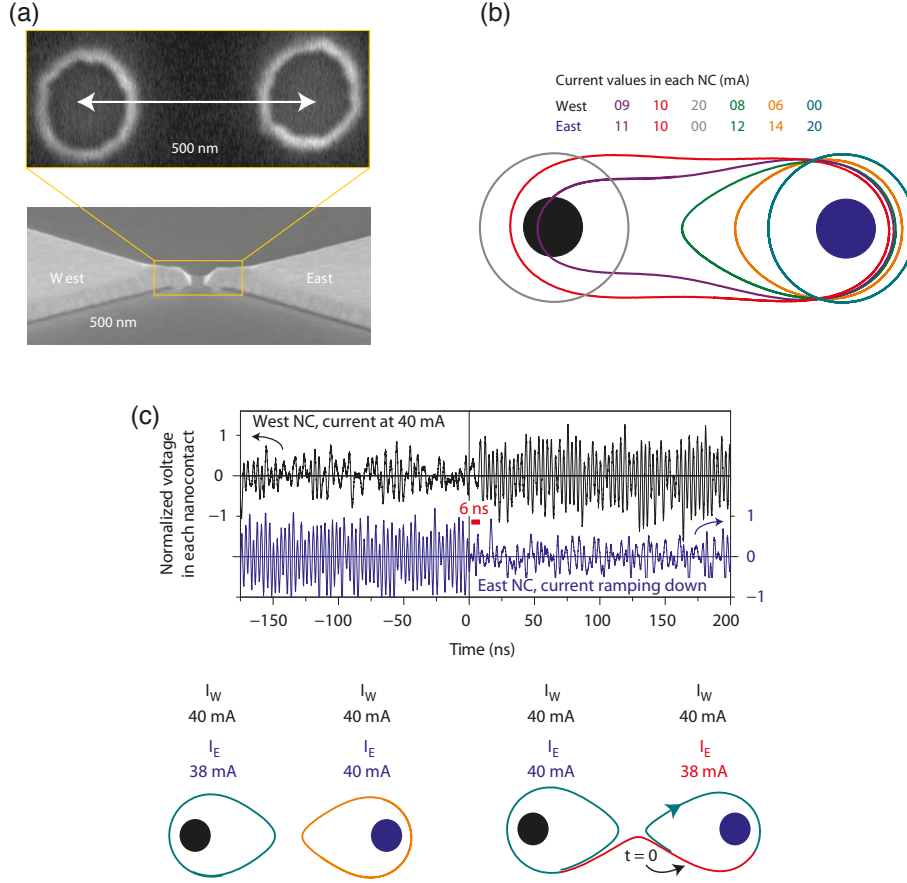 (a)
500 nm
W est
East
500 nm
(b)
Current values in each NC (mA)
West 09 10 20 08 06 00
East 11 10 00 12 14 20
(c)
Normalized voltage
in each nanocontact
1
0
−1
West NC, current at 40 mA
6 ns
1
0
−1
East NC, current ramping down
−150 −100 −50 0 50 100 150 200
Time (ns)
I_W I_W I_W I_W
40 mA 40 mA 40 mA 40 mA
I_E I_E I_E I_E
38 mA 40 mA 40 mA 38 mA
t = 0